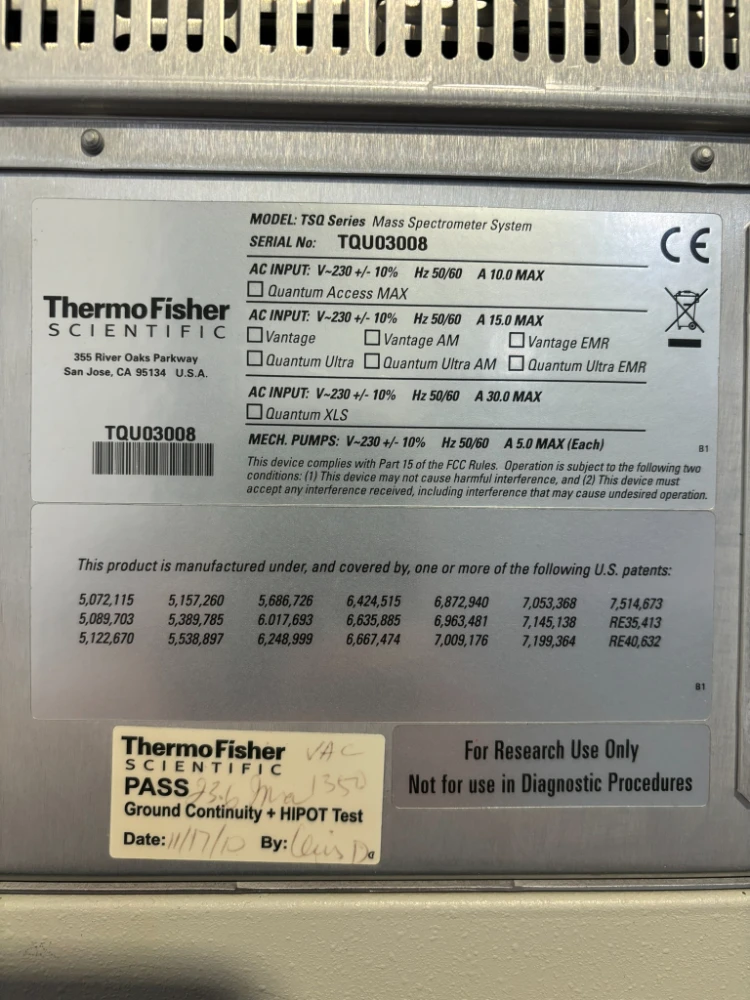 MODEL: TSQ Series Mass Spectrometer System
SERIAL No: TQU03008
CE
AC INPUT: V~230 +/- 10% Hz 50/60 A 10.0 MAX
Quantum Access MAX
AC INPUT: V~230 +/- 10% Hz 50/60 A 15.0 MAX
Vantage Vantage AM Vantage EMR
Quantum Ultra Quantum Ultra AM Quantum Ultra EMR
AC INPUT: V~230 +/- 10% Hz 50/60 A 30.0 MAX
Quantum XLS
MECH. PUMPS: V~230 +/- 10% Hz 50/60 A 5.0 MAX (Each)
This device complies with Part 15 of the FCC Rules. Operation is subject to the following two
conditions: (1) This device may not cause harmful interference, and (2) This device must
accept any interference received, including interference that may cause undesired operation.
B1
ThermoFisher
SCIENTIFIC
355 River Oaks Parkway
San Jose, CA 95134 U.S.A.
TQU03008
This product is manufactured under, and covered by, one or more of the following U.S. patents:
5,072,115 5,157,260 5,686,726 6,424,515 6,872,940 7,053,368 7,514,673
5,089,703 5,389,785 6.017,693 6,635,885 6,963,481 7,145,138 RE35,413
5,122,670 5,538,897 6,248,999 6,667,474 7,009,176 7,199,364 RE40,632
B1
ThermoFisher VAC
SCIENTIFIC
PASS 1350
Ground Continuity + HIPOT Test
Date: 11/17/10 By:
For Research Use Only
Not for use in Diagnostic Procedures